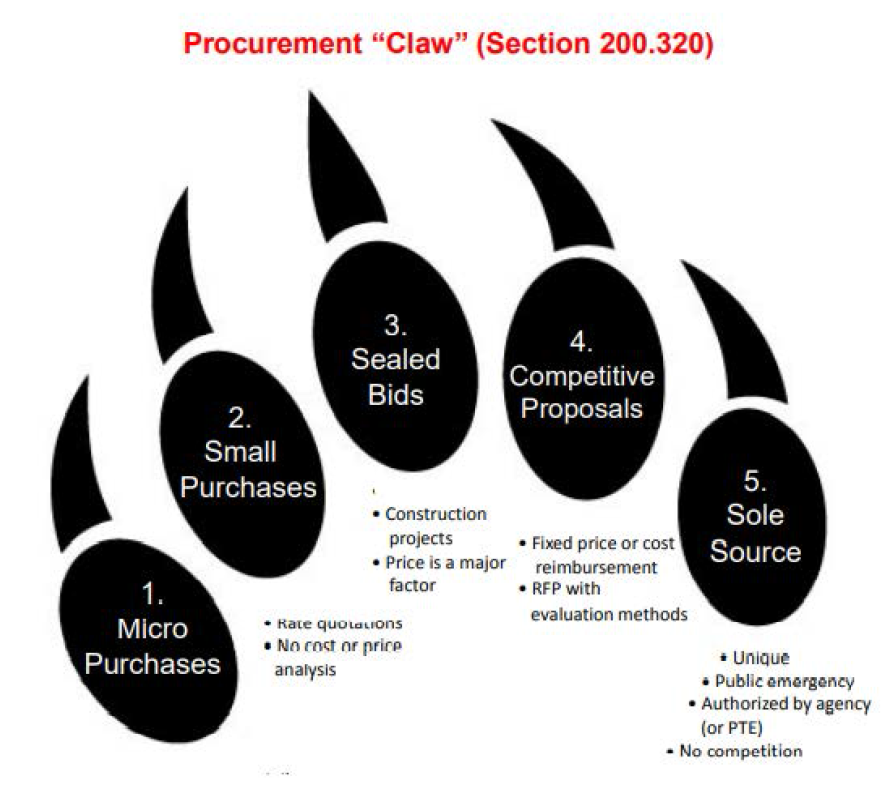 Procurement “Claw” (Section 200.320)
1.
Micro
Purchases
2.
Small
Purchases
• Rate quotations
• No cost or price
analysis
3.
Sealed
Bids
• Construction
projects
• Price is a major
factor
4.
Competitive
Proposals
• Fixed price or cost
reimbursement
• RFP with
evaluation methods
5.
Sole
Source
• Unique
• Public emergency
• Authorized by agency
(or PTE)
• No competition